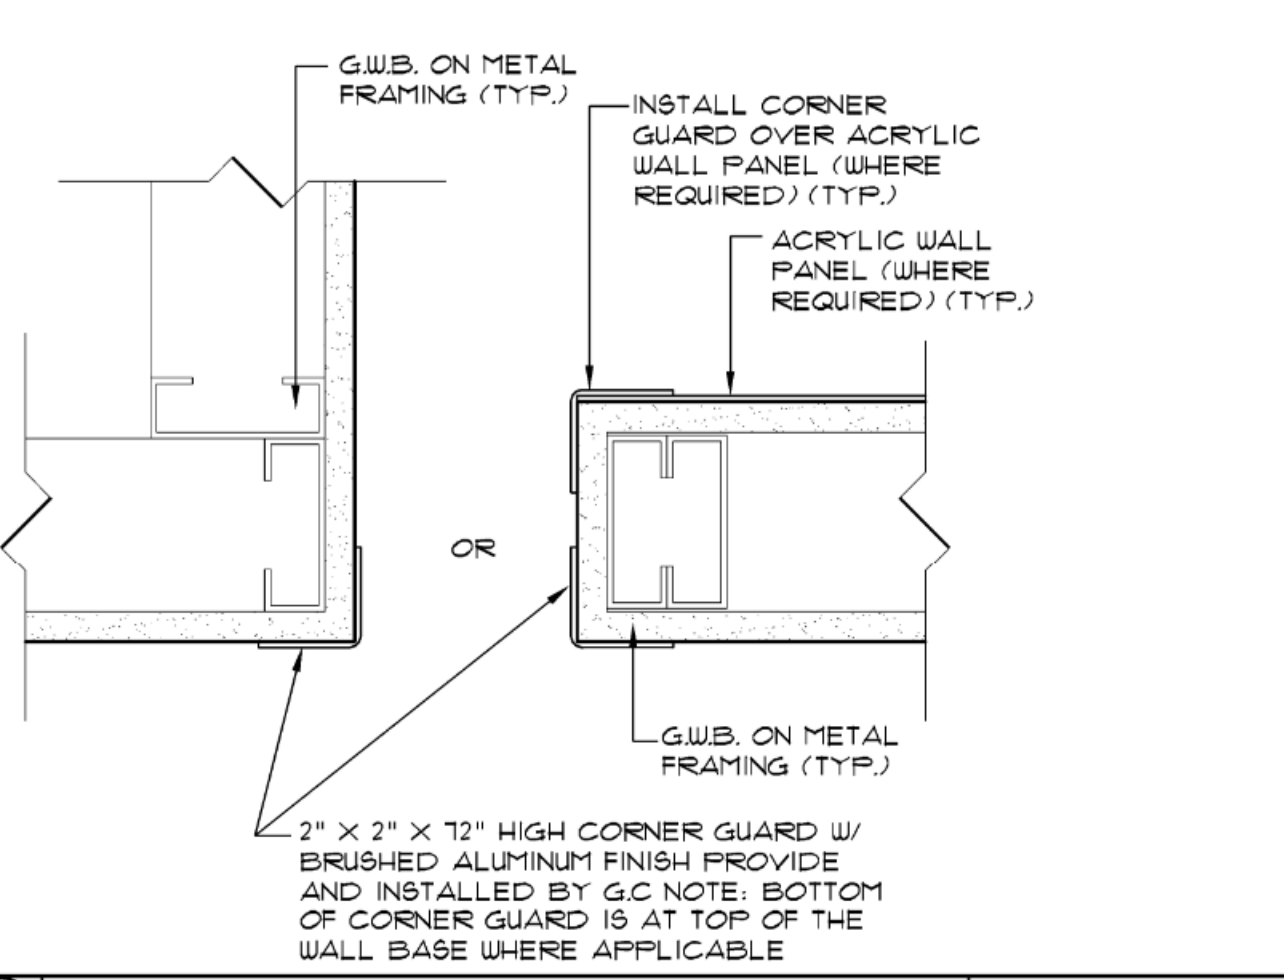 G.W.B. ON METAL
FRAMING (TYP.)
INSTALL CORNER
GUARD OVER ACRYLIC
WALL PANEL (WHERE
REQUIRED) (TYP.)
ACRYLIC WALL
PANEL (WHERE
REQUIRED) (TYP.)
OR
G.W.B. ON METAL
FRAMING (TYP.)
2" X 2" X 72" HIGH CORNER GUARD W/
BRUSHED ALUMINUM FINISH PROVIDE
AND INSTALLED BY G.C NOTE: BOTTOM
OF CORNER GUARD IS AT TOP OF THE
WALL BASE WHERE APPLICABLE